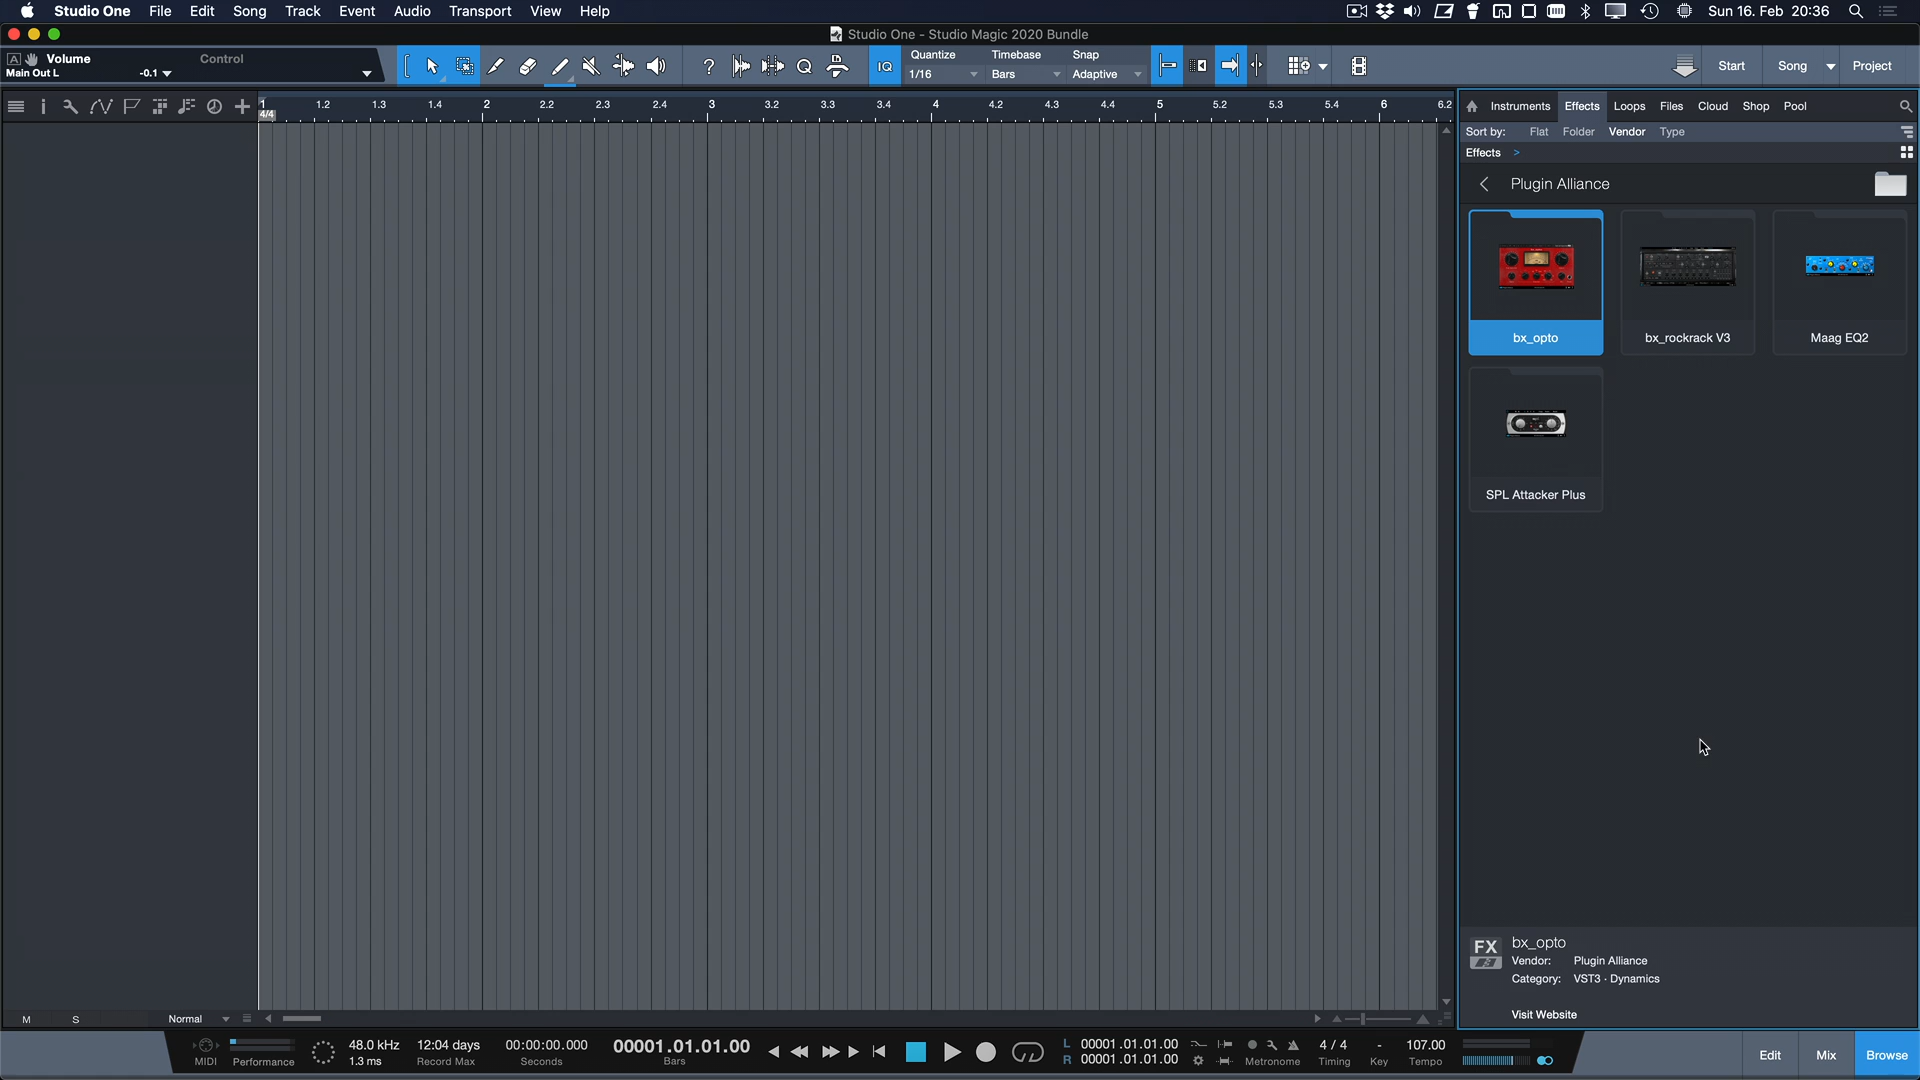 Studio One File Edit Song Track Event Audio Transport View Help Sun 16. Feb 20:36
Studio One - Studio Magic 2020 Bundle
A Volume Control
Main Out L -0.1
? IQ
Quantize Timebase Snap
1/16 Bars Adaptive
Start Song Project
1 1.2 1.3 1.4 2 2.2 2.3 2.4 3 3.2 3.3 3.4 4 4.2 4.3 4.4 5 5.2 5.3 5.4 6 6.2
4/4
Instruments Effects Loops Files Cloud Shop Pool
Sort by: Flat Folder Vendor Type
Effects >
Plugin Alliance
bx_opto bx_rockrack V3 Maag EQ2
SPL Attacker Plus
FX bx_opto
Vendor: Plugin Alliance
Category: VST3 · Dynamics
Visit Website
M S Normal
48.0 kHz 12:04 days 00:00:00.000 00001.01.01.00 L 00001.01.01.00 4 / 4 - 107.00
MIDI Performance 1.3 ms Record Max Seconds Bars R 00001.01.01.00 Metronome Timing Key Tempo
Edit Mix Browse